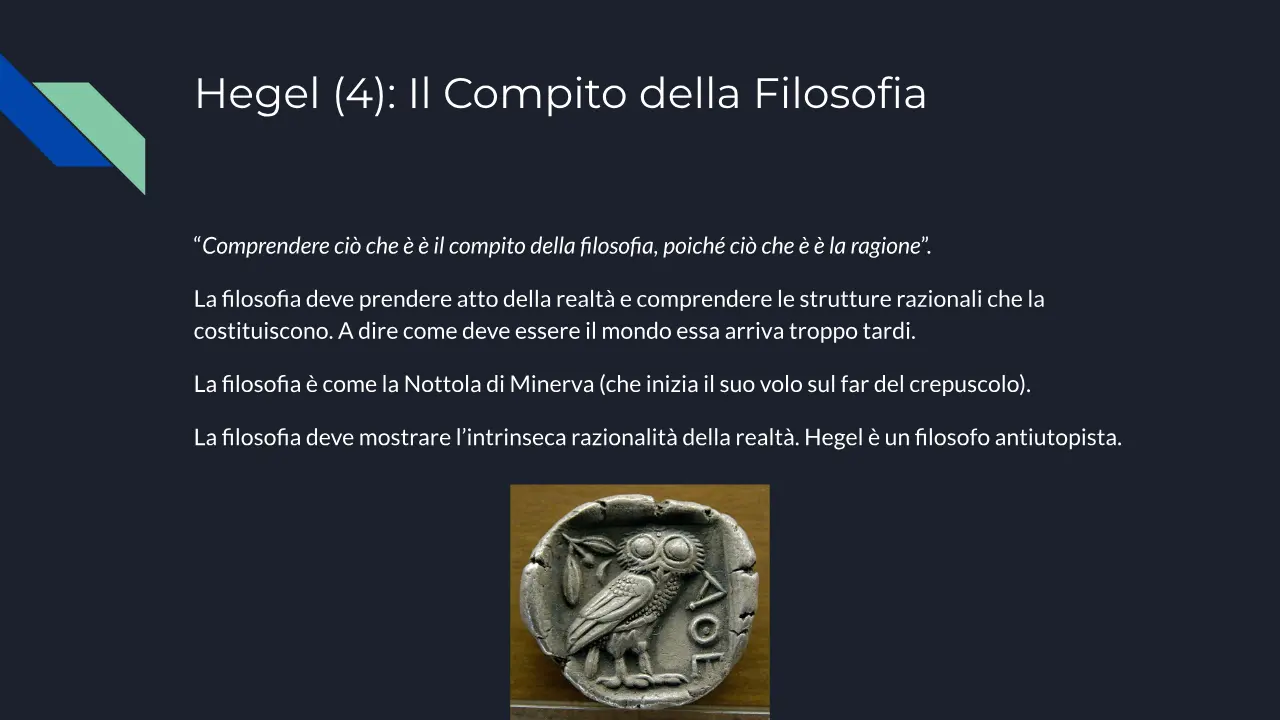 Hegel (4): Il Compito della Filosofia
“Comprendere ciò che è è il compito della filosofia, poiché ciò che è è la ragione”.
La filosofia deve prendere atto della realtà e comprendere le strutture razionali che la
costituiscono. A dire come deve essere il mondo essa arriva troppo tardi.
La filosofia è come la Nottola di Minerva (che inizia il suo volo sul far del crepuscolo).
La filosofia deve mostrare l’intrinseca razionalità della realtà. Hegel è un filosofo antiutopista.
ΑΘΕ